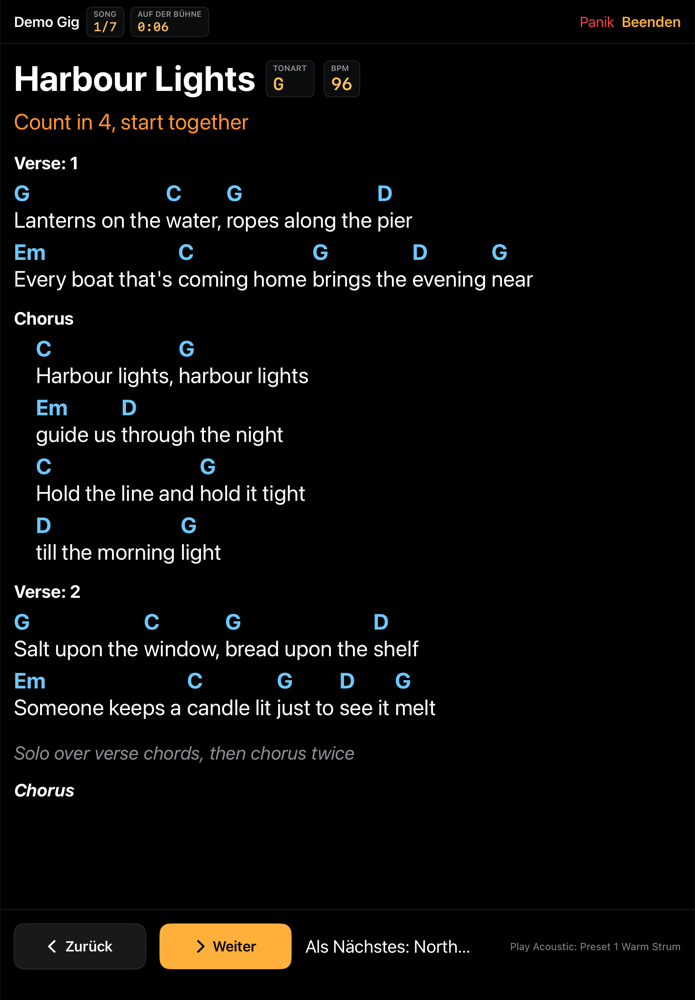 Demo Gig SONG 1/7 AUF DER BÜHNE 0:06 Panik Beenden
Harbour Lights TONART G BPM 96
Count in 4, start together
Verse: 1
G C G D
Lanterns on the water, ropes along the pier
Em C G D G
Every boat that's coming home brings the evening near
Chorus
C G
Harbour lights, harbour lights
Em D
guide us through the night
C G
Hold the line and hold it tight
D G
till the morning light
Verse: 2
G C G D
Salt upon the window, bread upon the shelf
Em C G D G
Someone keeps a candle lit just to see it melt
Solo over verse chords, then chorus twice
Chorus
Zurück Weiter Als Nächstes: North... Play Acoustic: Preset 1 Warm Strum